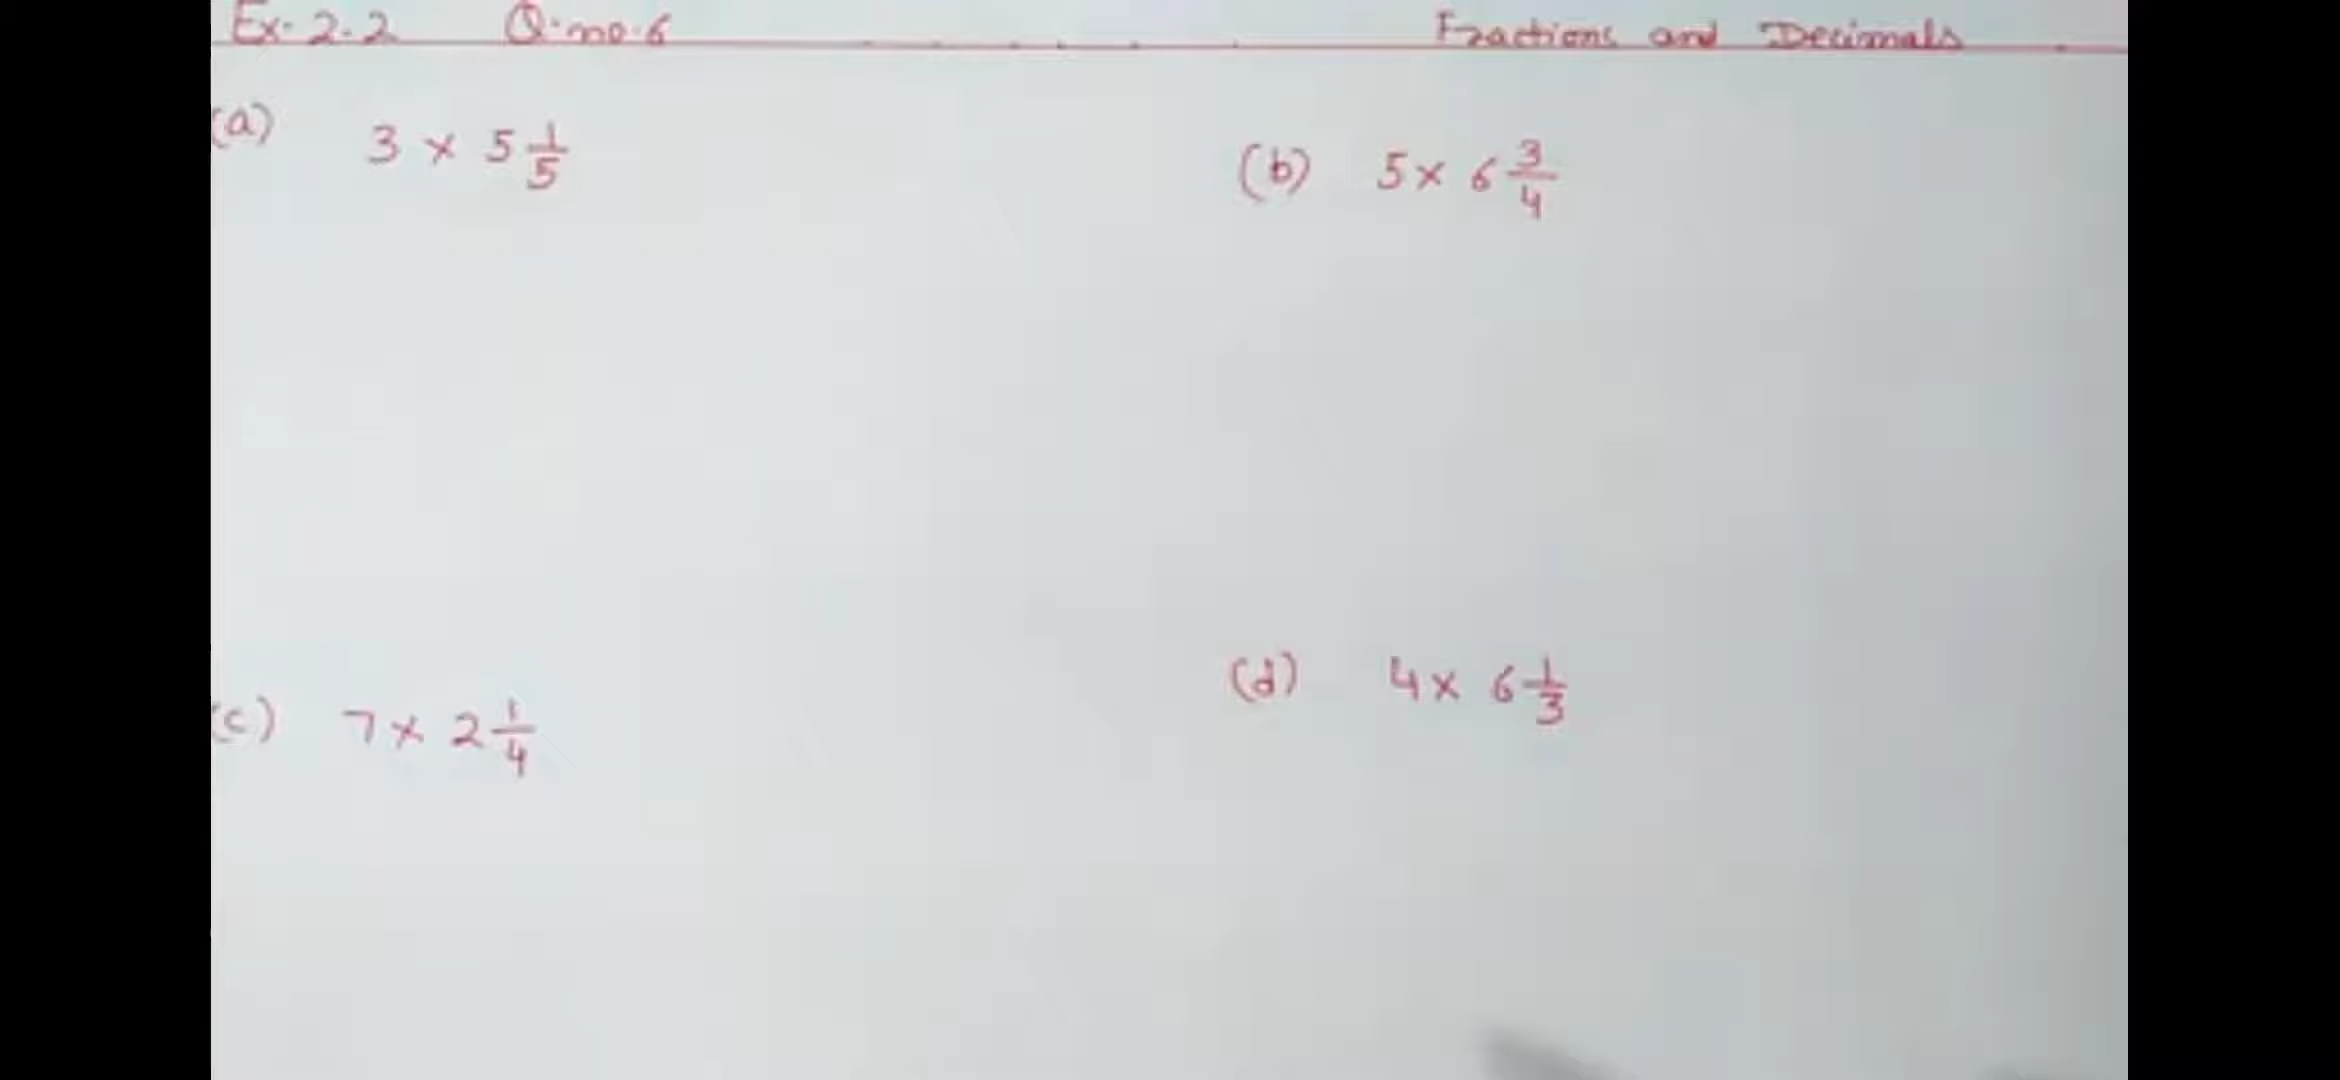 Ex. 2.2 Q.no.6 Fractions and Decimals
(a) 3 × 5 1/5
(b) 5 × 6 3/4
(c) 7 × 2 1/4
(d) 4 × 6 1/3